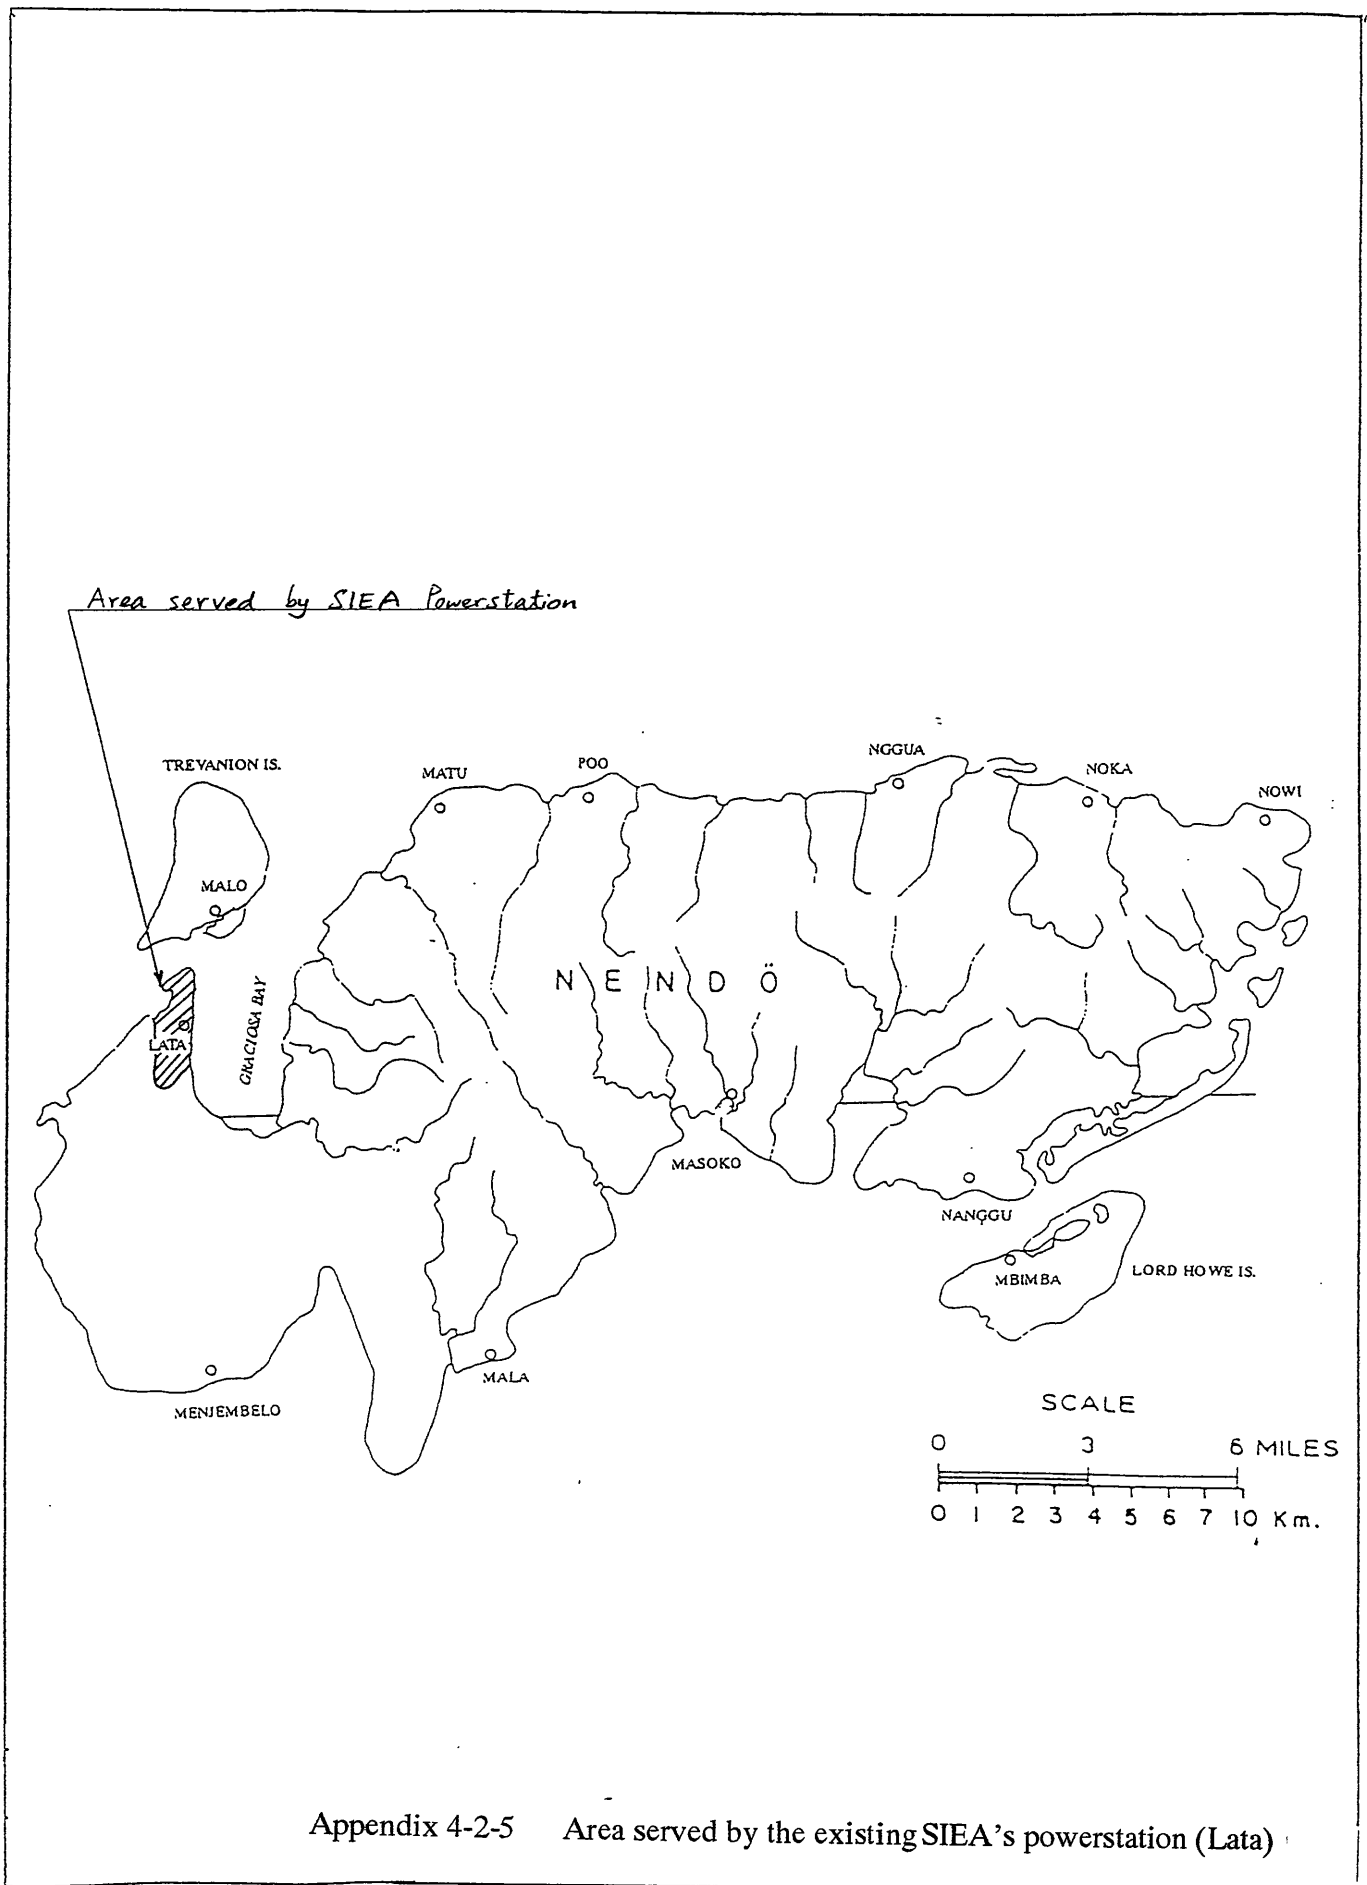 Area served by SIEA Powerstation
TREVANION IS.
MATU
POO
NGGUA
NOKA
NOWI
MALO
GRACIOSA BAY
NENDÖ
LATA
MASOKO
NANGGU
MBIMBA
LORD HOWE IS.
MALA
MENJEMBELO
SCALE
0 3 6 MILES
0 1 2 3 4 5 6 7 10 Km.
Appendix 4-2-5 Area served by the existing SIEA's powerstation (Lata)